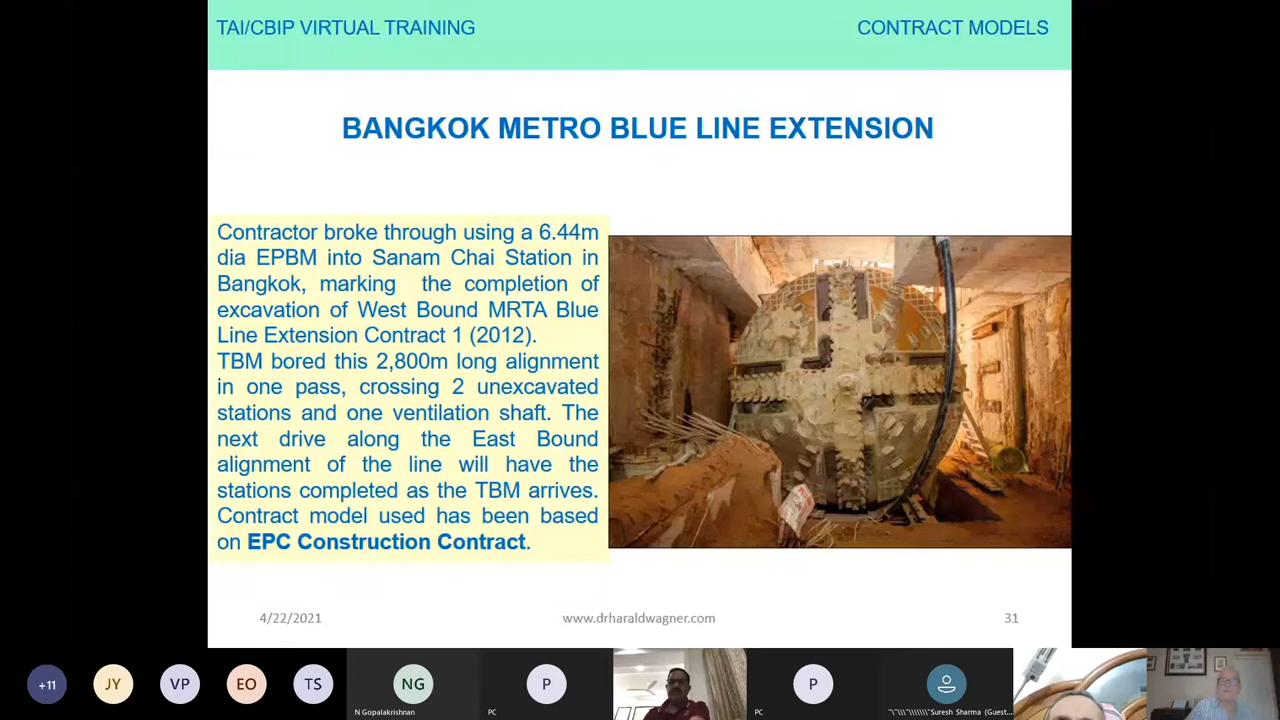 TAI/CBIP VIRTUAL TRAINING
CONTRACT MODELS
BANGKOK METRO BLUE LINE EXTENSION
Contractor broke through using a 6.44m
dia EPBM into Sanam Chai Station in
Bangkok, marking the completion of
excavation of West Bound MRTA Blue
Line Extension Contract 1 (2012).
TBM bored this 2,800m long alignment
in one pass, crossing 2 unexcavated
stations and one ventilation shaft. The
next drive along the East Bound
alignment of the line will have the
stations completed as the TBM arrives.
Contract model used has been based
on EPC Construction Contract.
4/22/2021
www.drharaldwagner.com
31
+11
JY
VP
EO
TS
NG
N Gopalakrishnan
P
PC
P
PC
"\"\\\"\\\\\\\"Suresh Sharma (Guest...